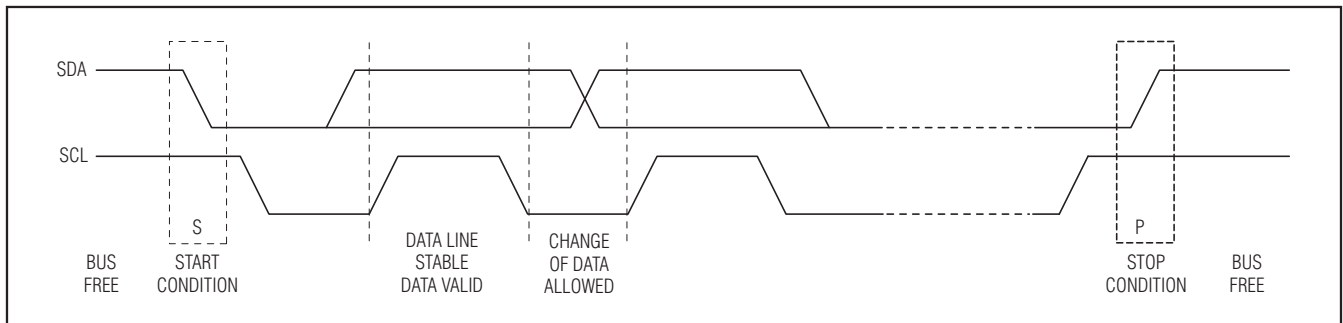 SDA
SCL
S
P
BUS
FREE
START
CONDITION
DATA LINE
STABLE
DATA VALID
CHANGE
OF DATA
ALLOWED
STOP
CONDITION
BUS
FREE